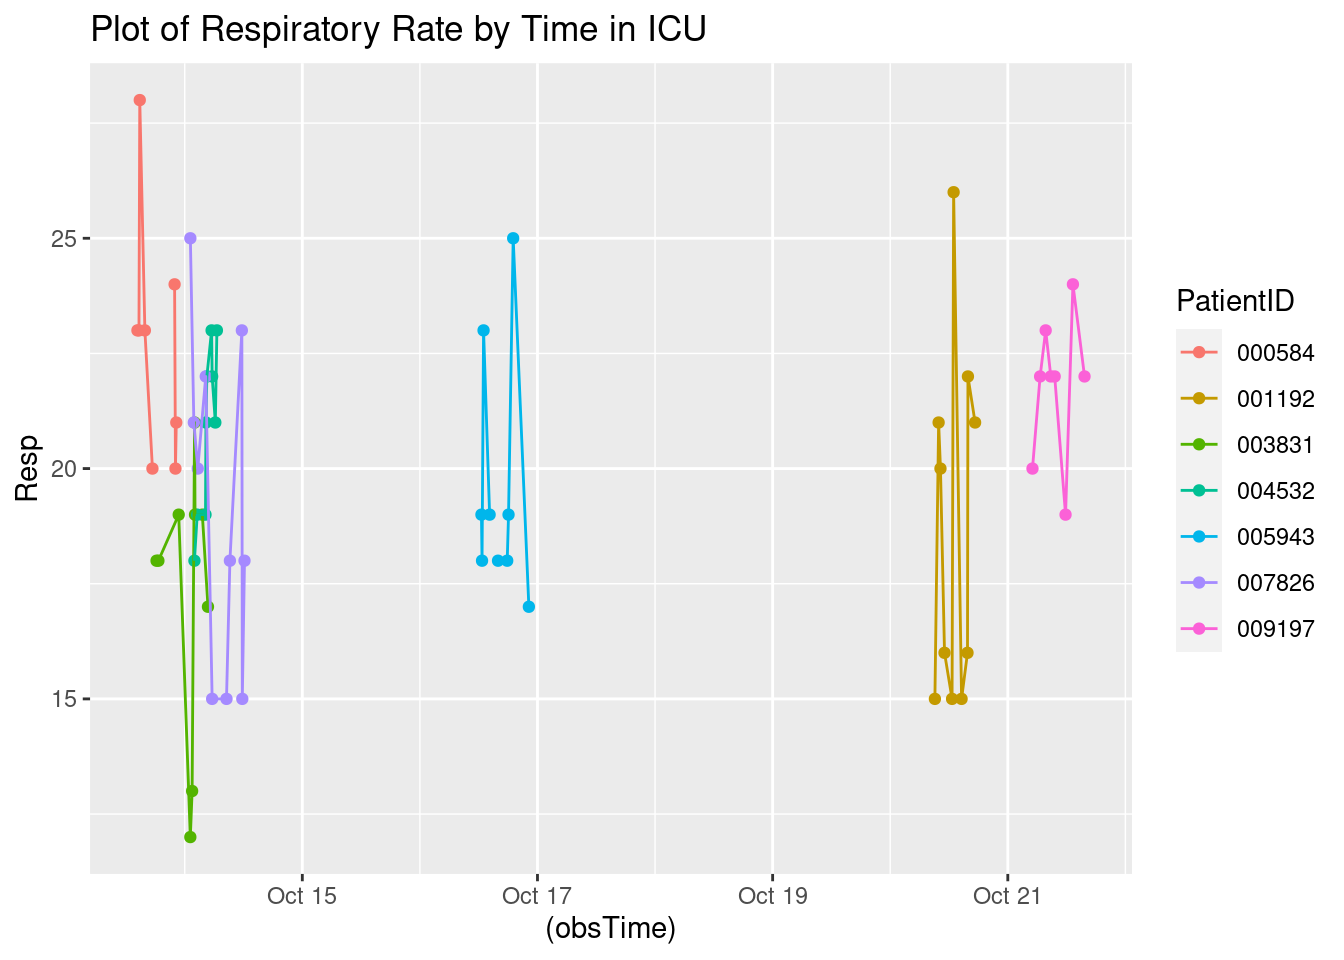 Plot of Respiratory Rate by Time in ICU
25
20
15
Resp
Oct 15
Oct 17
Oct 19
Oct 21
(obsTime)
PatientID
000584
001192
003831
004532
005943
007826
009197